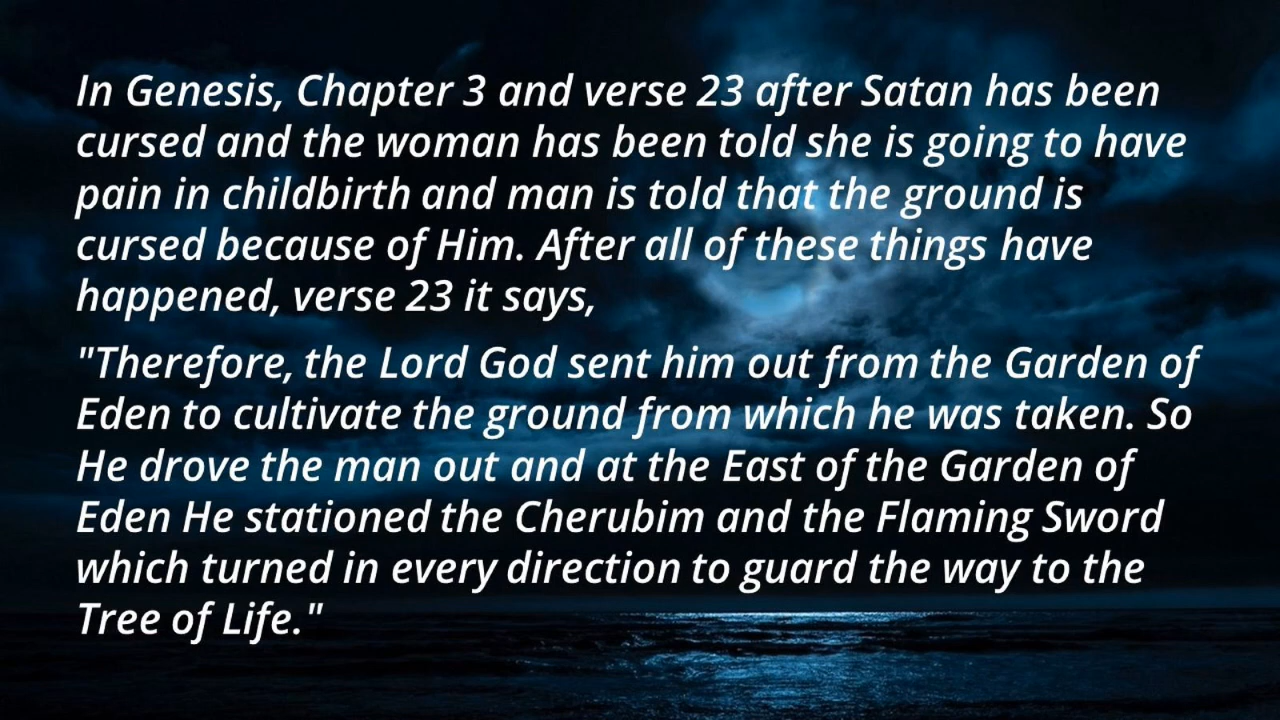 In Genesis, Chapter 3 and verse 23 after Satan has been
cursed and the woman has been told she is going to have
pain in childbirth and man is told that the ground is
cursed because of Him. After all of these things have
happened, verse 23 it says,
"Therefore, the Lord God sent him out from the Garden of
Eden to cultivate the ground from which he was taken. So
He drove the man out and at the East of the Garden of
Eden He stationed the Cherubim and the Flaming Sword
which turned in every direction to guard the way to the
Tree of Life."